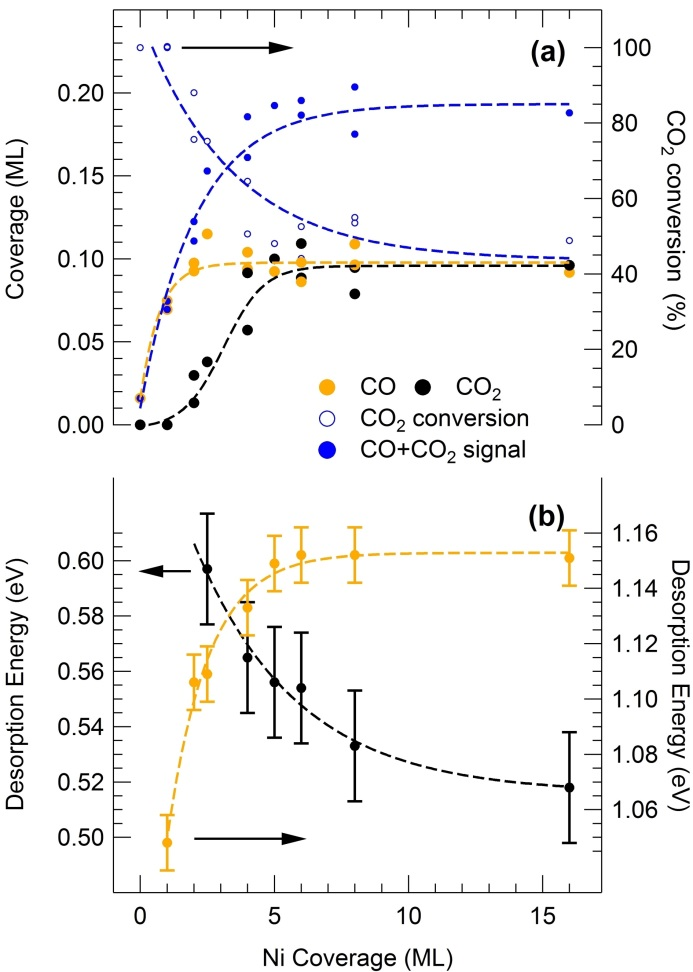 (a)
0.20
0.15
0.10
0.05
0.00
Coverage (ML)
100
80
60
40
20
0
CO₂ conversion (%)
CO
CO₂
CO₂ conversion
CO+CO₂ signal
(b)
0.60
0.58
0.56
0.54
0.52
0.50
Desorption Energy (eV)
1.16
1.14
1.12
1.10
1.08
1.06
Desorption Energy (eV)
0 5 10 15
Ni Coverage (ML)